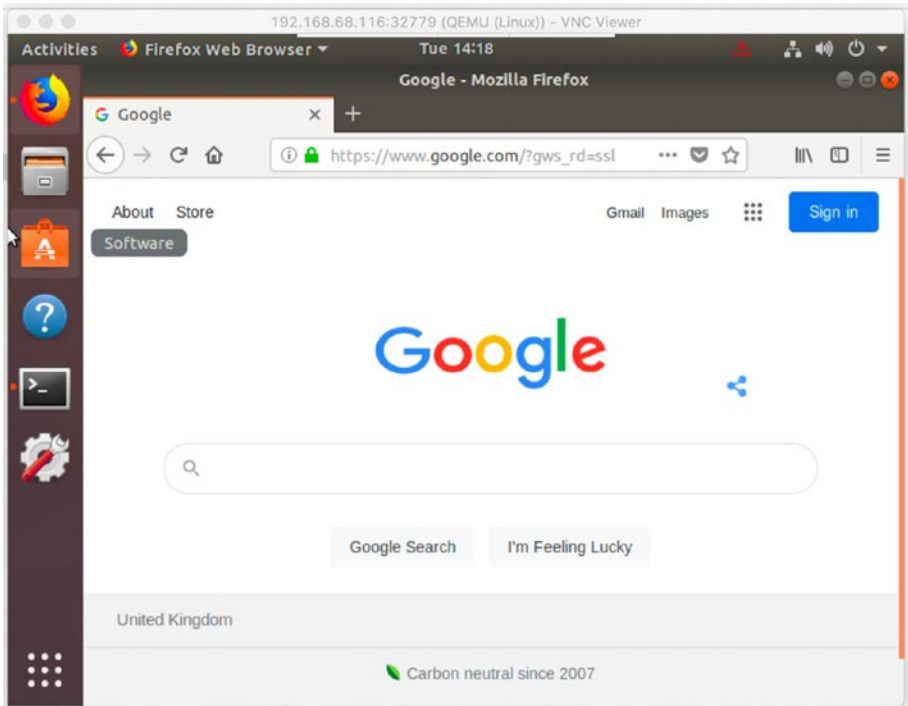 192.168.68.116:32779 (QEMU (Linux)) - VNC Viewer
Activities Firefox Web Browser Tue 14:18
Google - Mozilla Firefox
Google
https://www.google.com/?gws_rd=ssl
About Store Gmail Images Sign in
Software
Google
Google Search I'm Feeling Lucky
United Kingdom
Carbon neutral since 2007